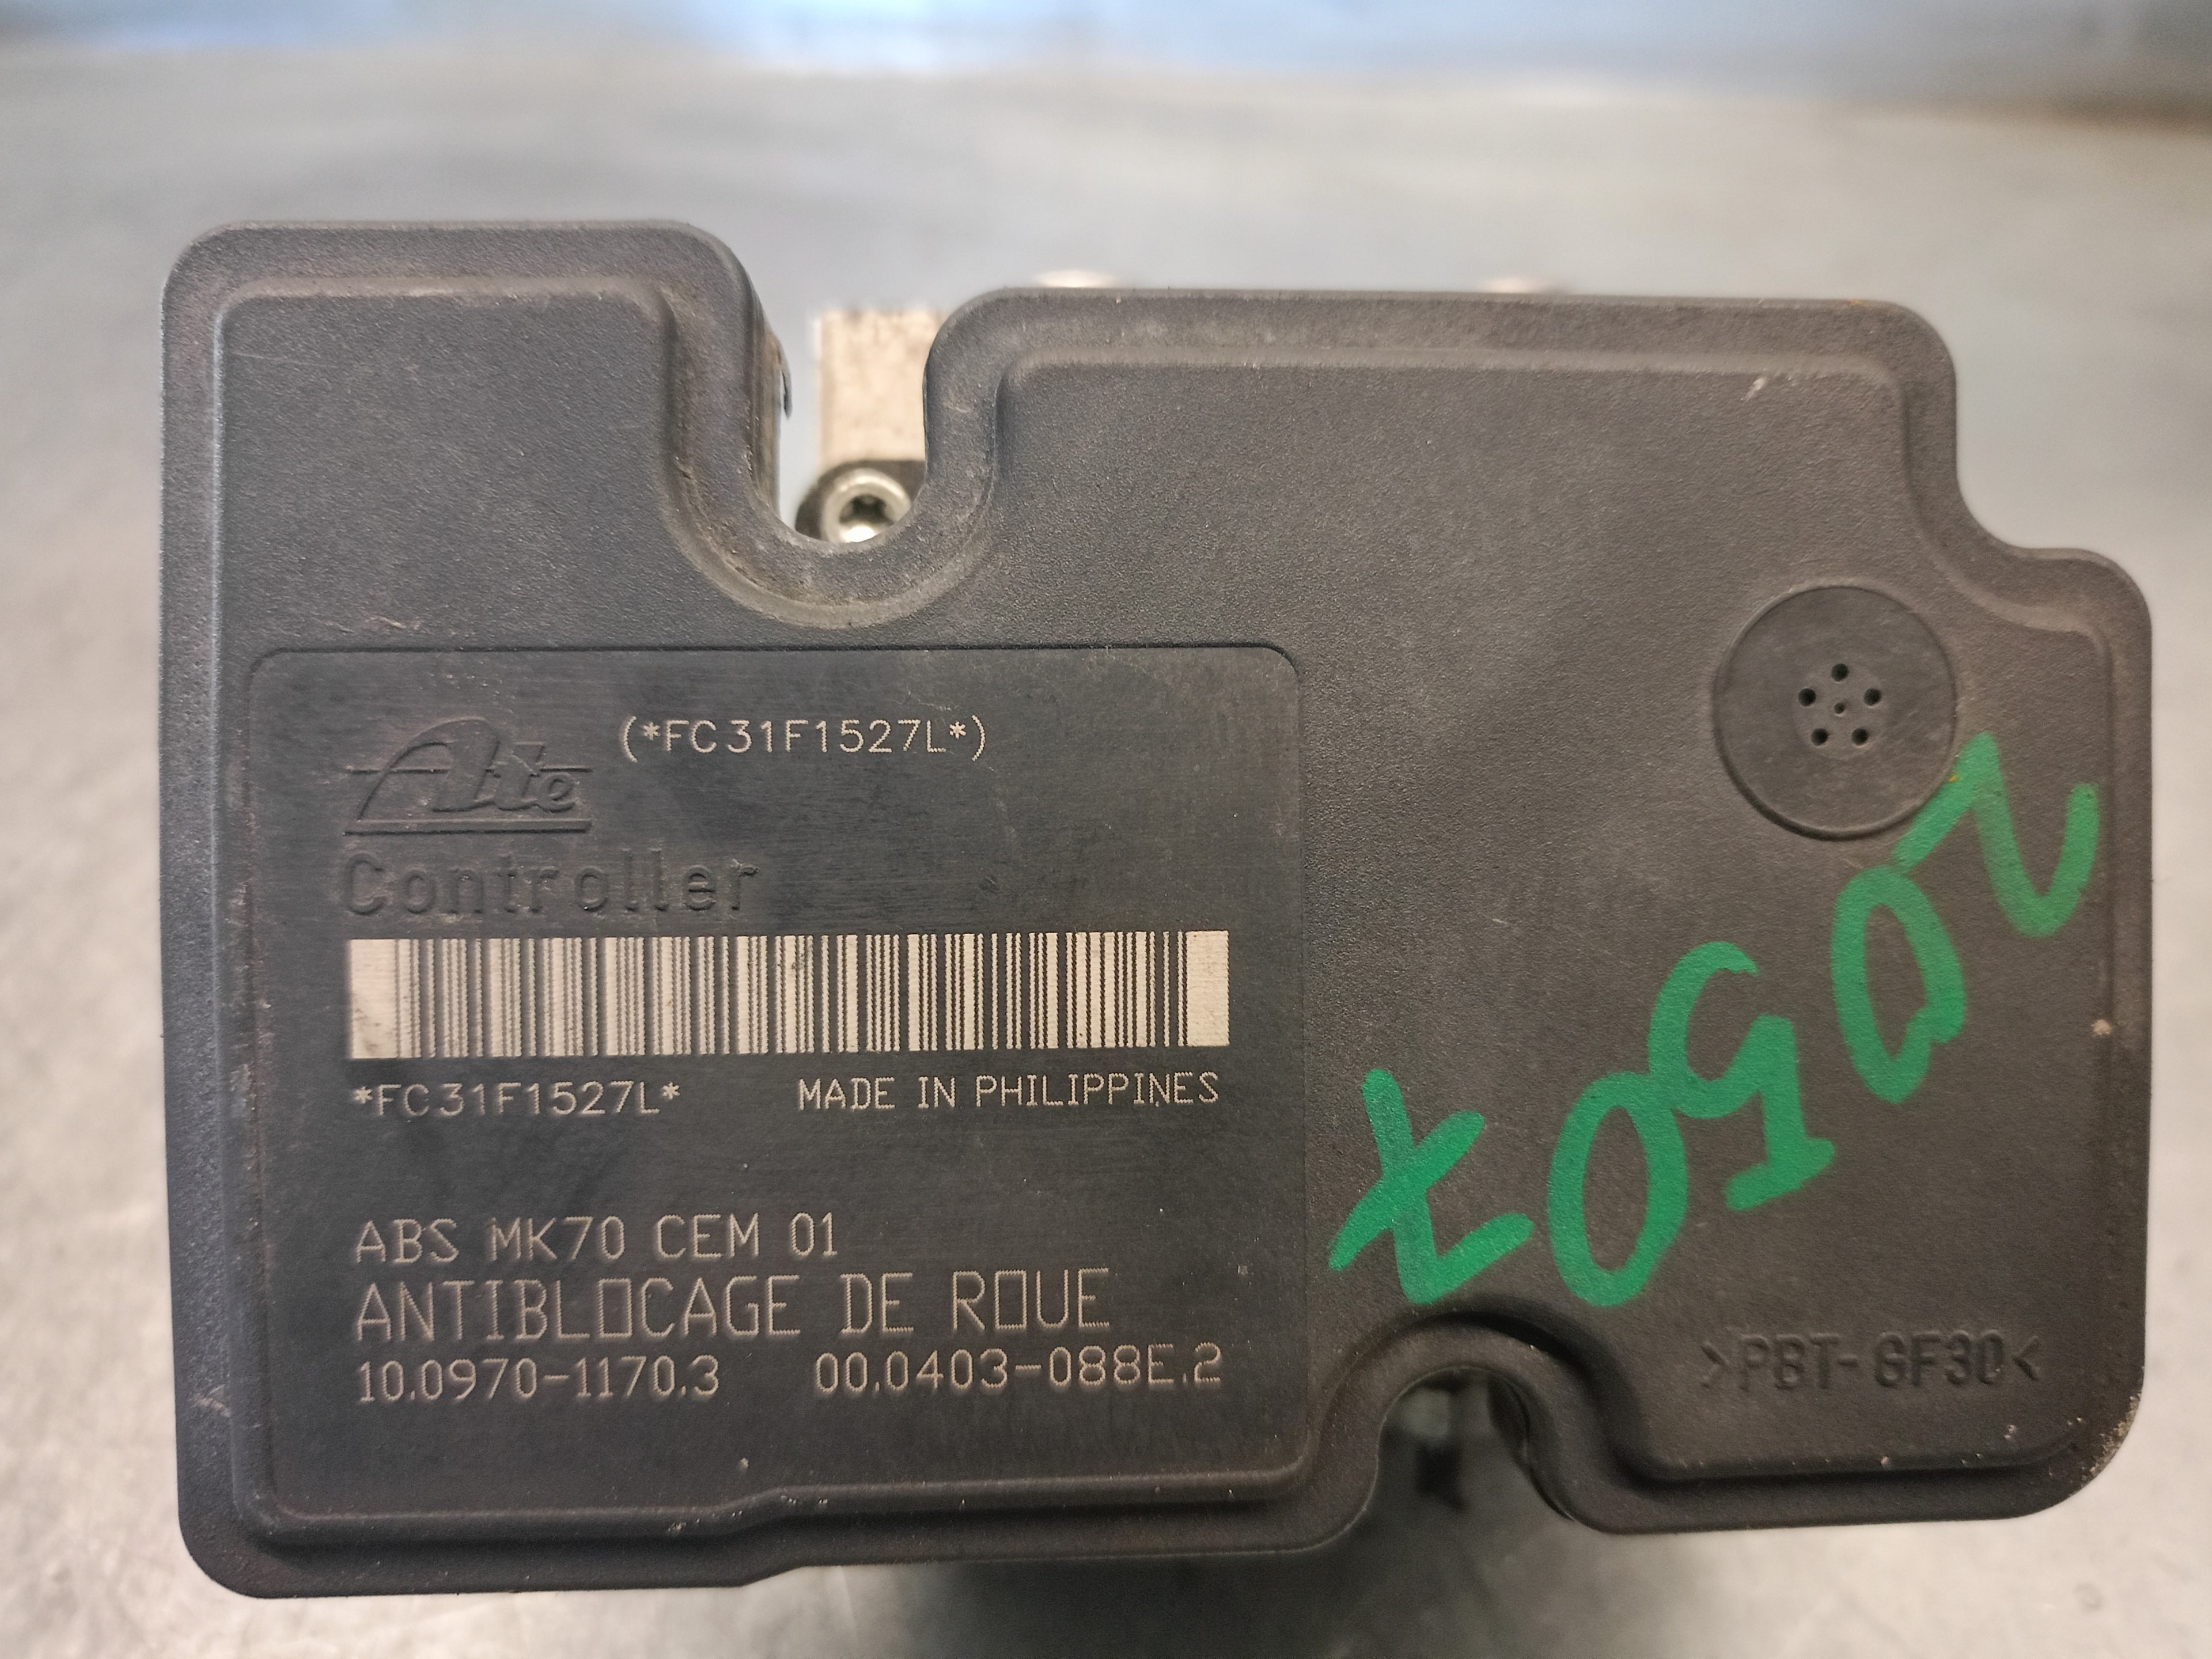 (*FC31F1527L*)
Ate
Controller
*FC31F1527L* MADE IN PHILIPPINES
ABS MK70 CEM 01
ANTIBLOCAGE DE ROUE
10.0970-1170.3 00.0403-088E.2
>PBT-GF30<
20507